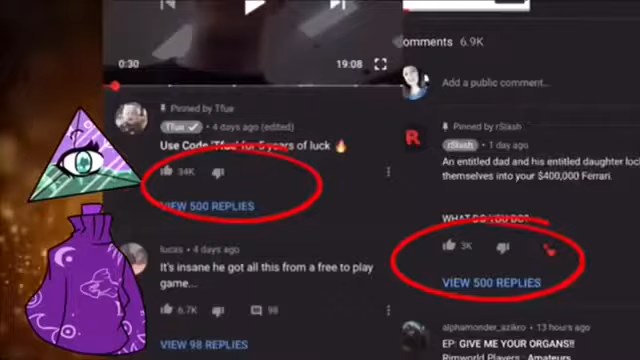 0:30
19:08
Pinned by Tfue
Tfue • 4 days ago (edited)
Use Code "Tfue" for 5 years of luck 🔥
34K
VIEW 500 REPLIES
lucas • 4 days ago
It's insane he got all this from a free to play
game...
6.7K
98
VIEW 98 REPLIES
omments 6.9K
Add a public comment...
R
Pinned by rSlash
rSlash • 1 day ago
An entitled dad and his entitled daughter loc
themselves into your $400,000 Ferrari.
WHAT DO YOU DO?
3K
VIEW 500 REPLIES
alphamonder_azikro • 13 hours ago
EP: GIVE ME YOUR ORGANS!!
Rimworld Players: Amateurs